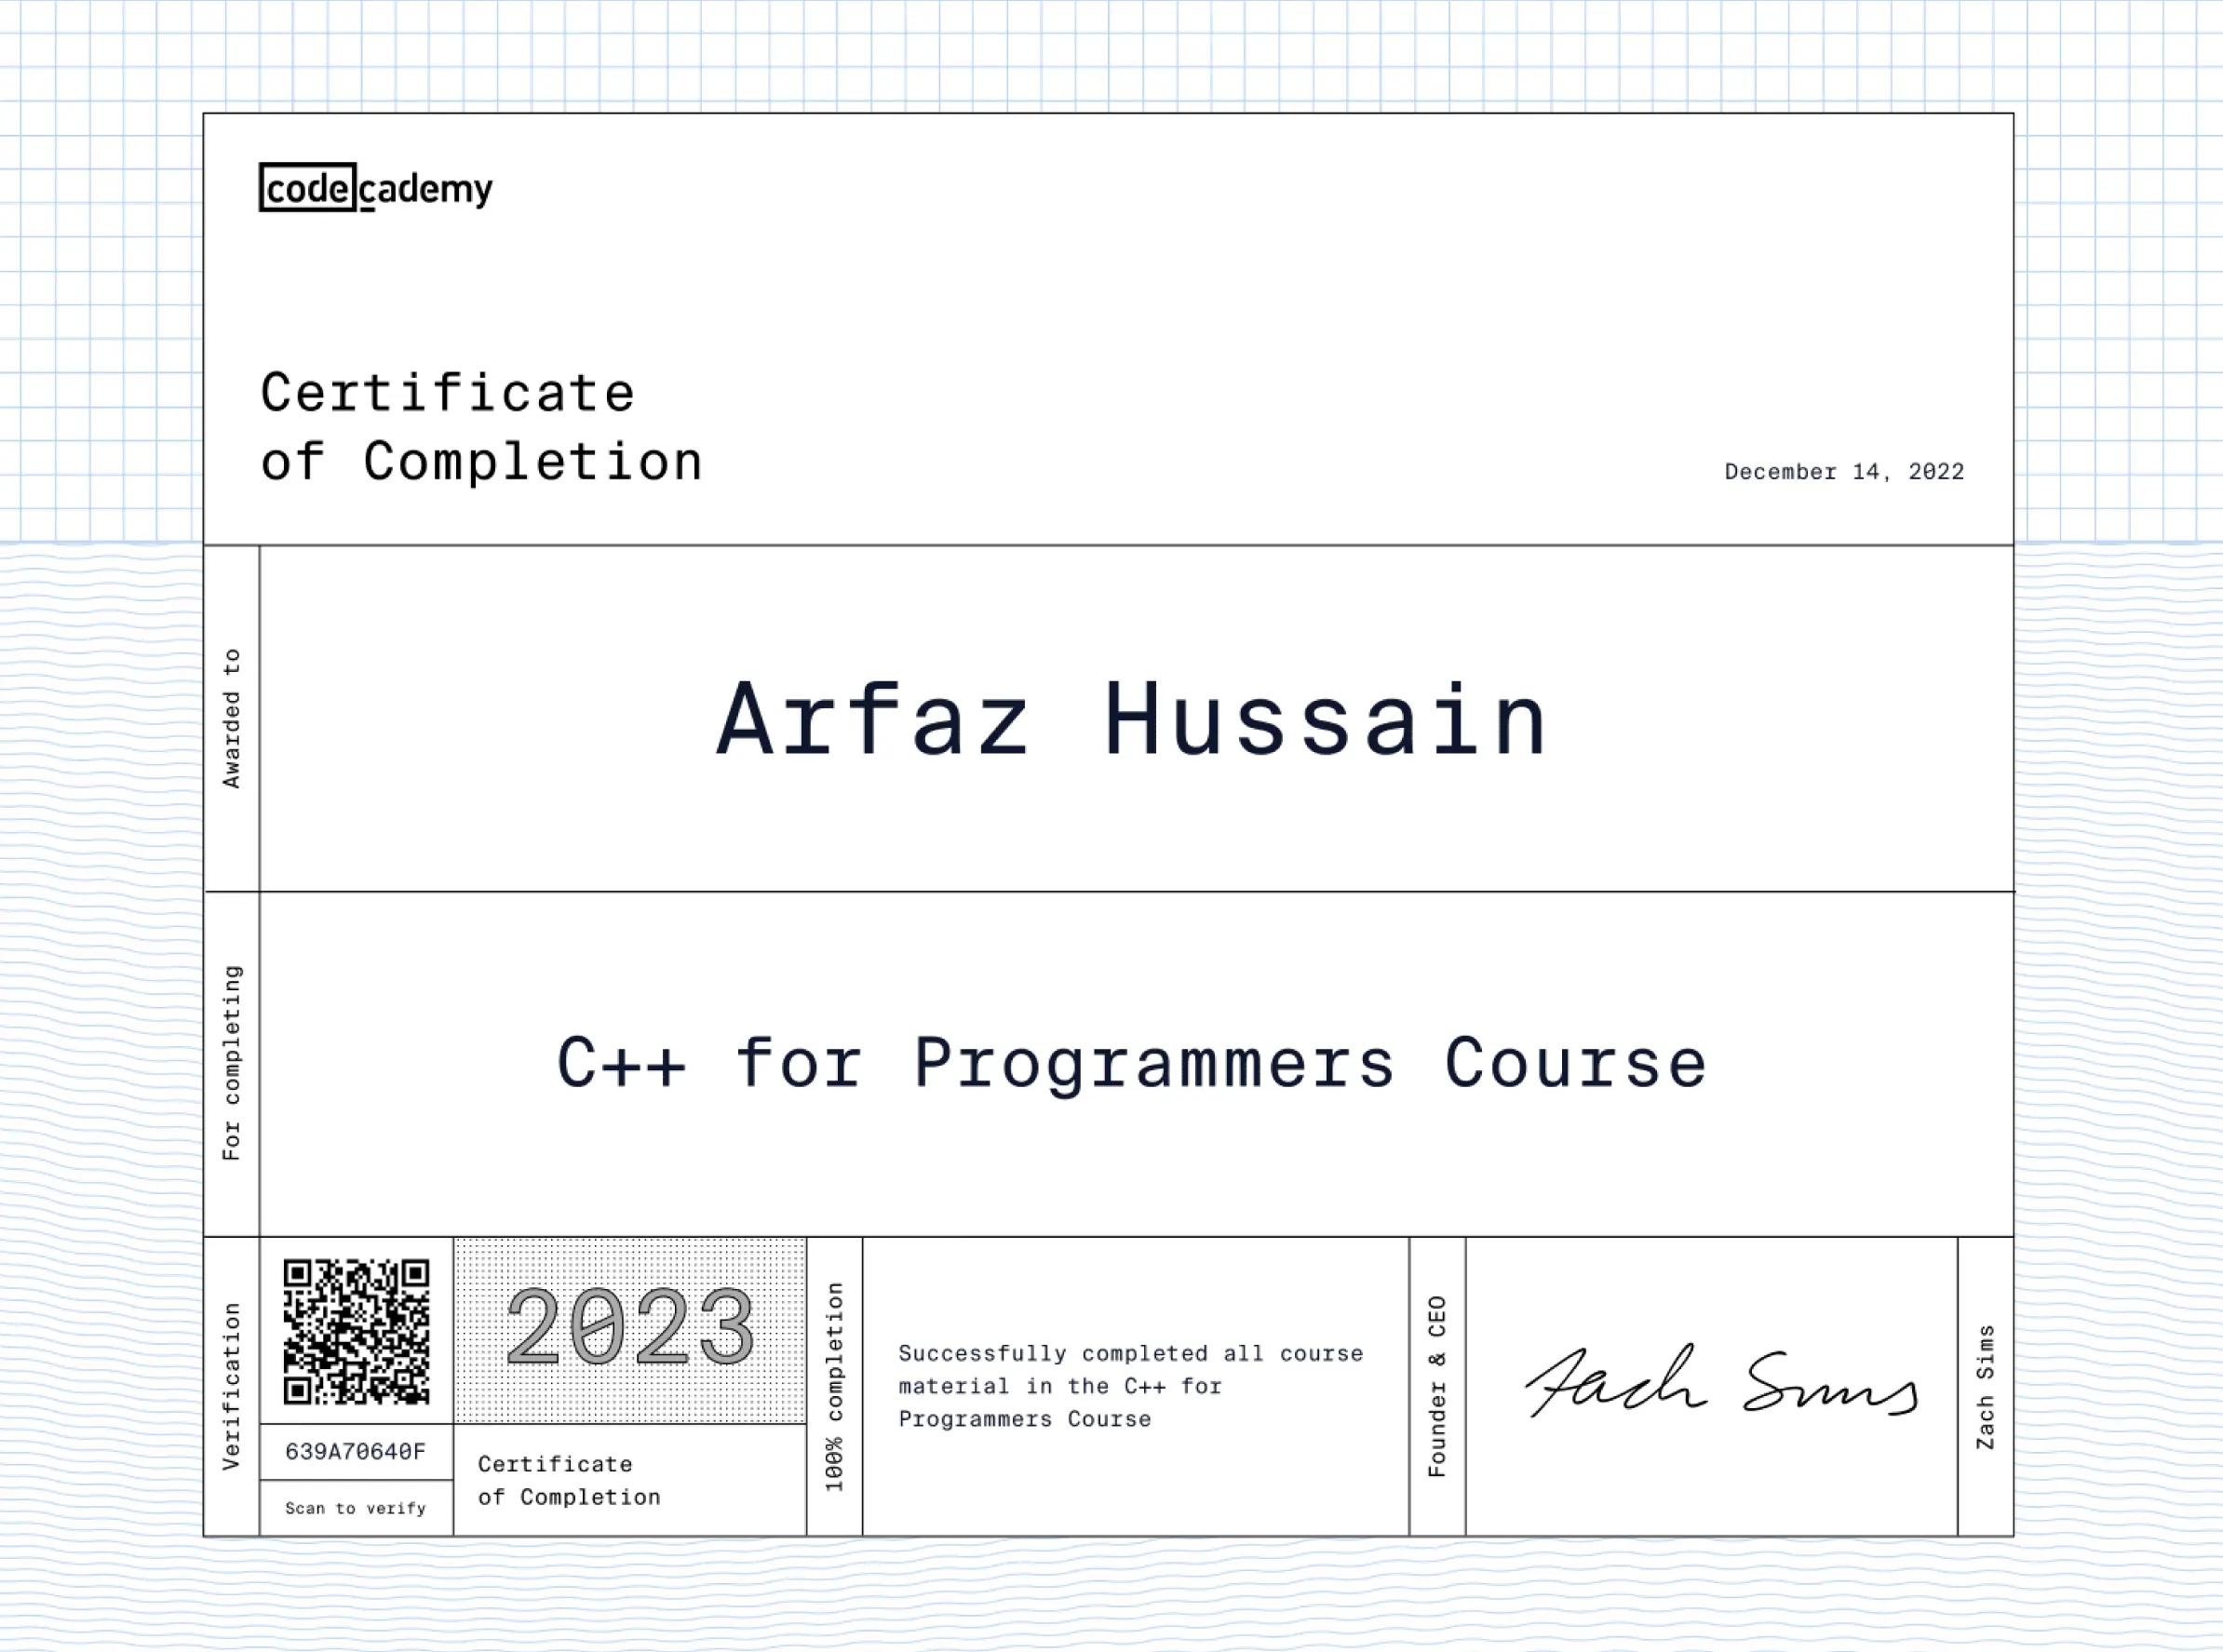 codecademy
Certificate
of Completion
December 14, 2022
Awarded to
Arfaz Hussain
For completing
C++ for Programmers Course
Verification
639A70640F
Scan to verify
2023
Certificate
of Completion
100% completion
Successfully completed all course
material in the C++ for
Programmers Course
Founder & CEO
Zach Sims
Zach Sims